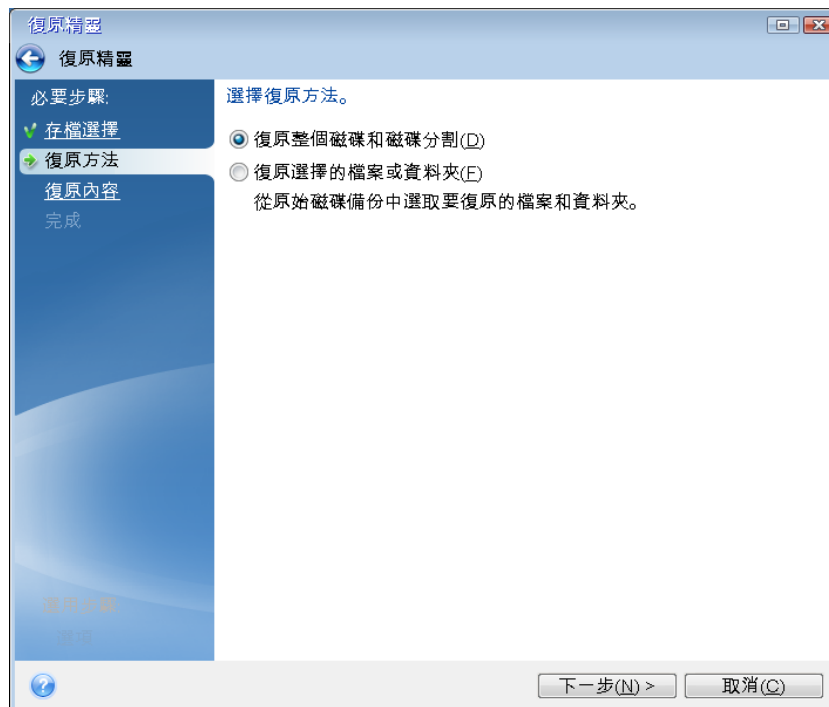 復原精靈
復原精靈
必要步驟:
存檔選擇
復原方法
復原內容
完成
選擇復原方法。
復原整個磁碟和磁碟分割(D)
復原選擇的檔案或資料夾(F)
從原始磁碟備份中選取要復原的檔案和資料夾。
選項
下一步(N) >
取消(C)